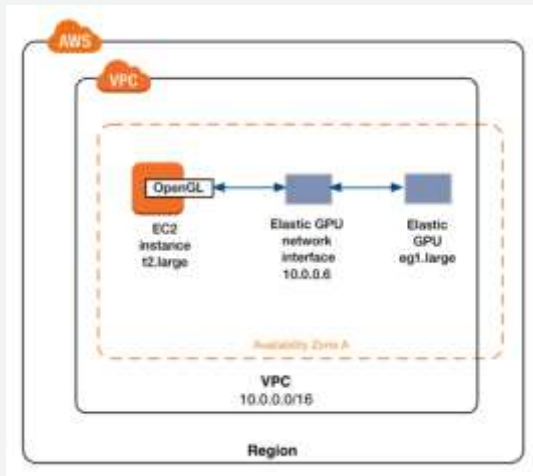 AWS
VPC
OpenGL
EC2
instance
t2.large
Elastic GPU
network
interface
10.0.0.6
Elastic
GPU
eg1.large
Availability Zone A
VPC
10.0.0.0/16
Region